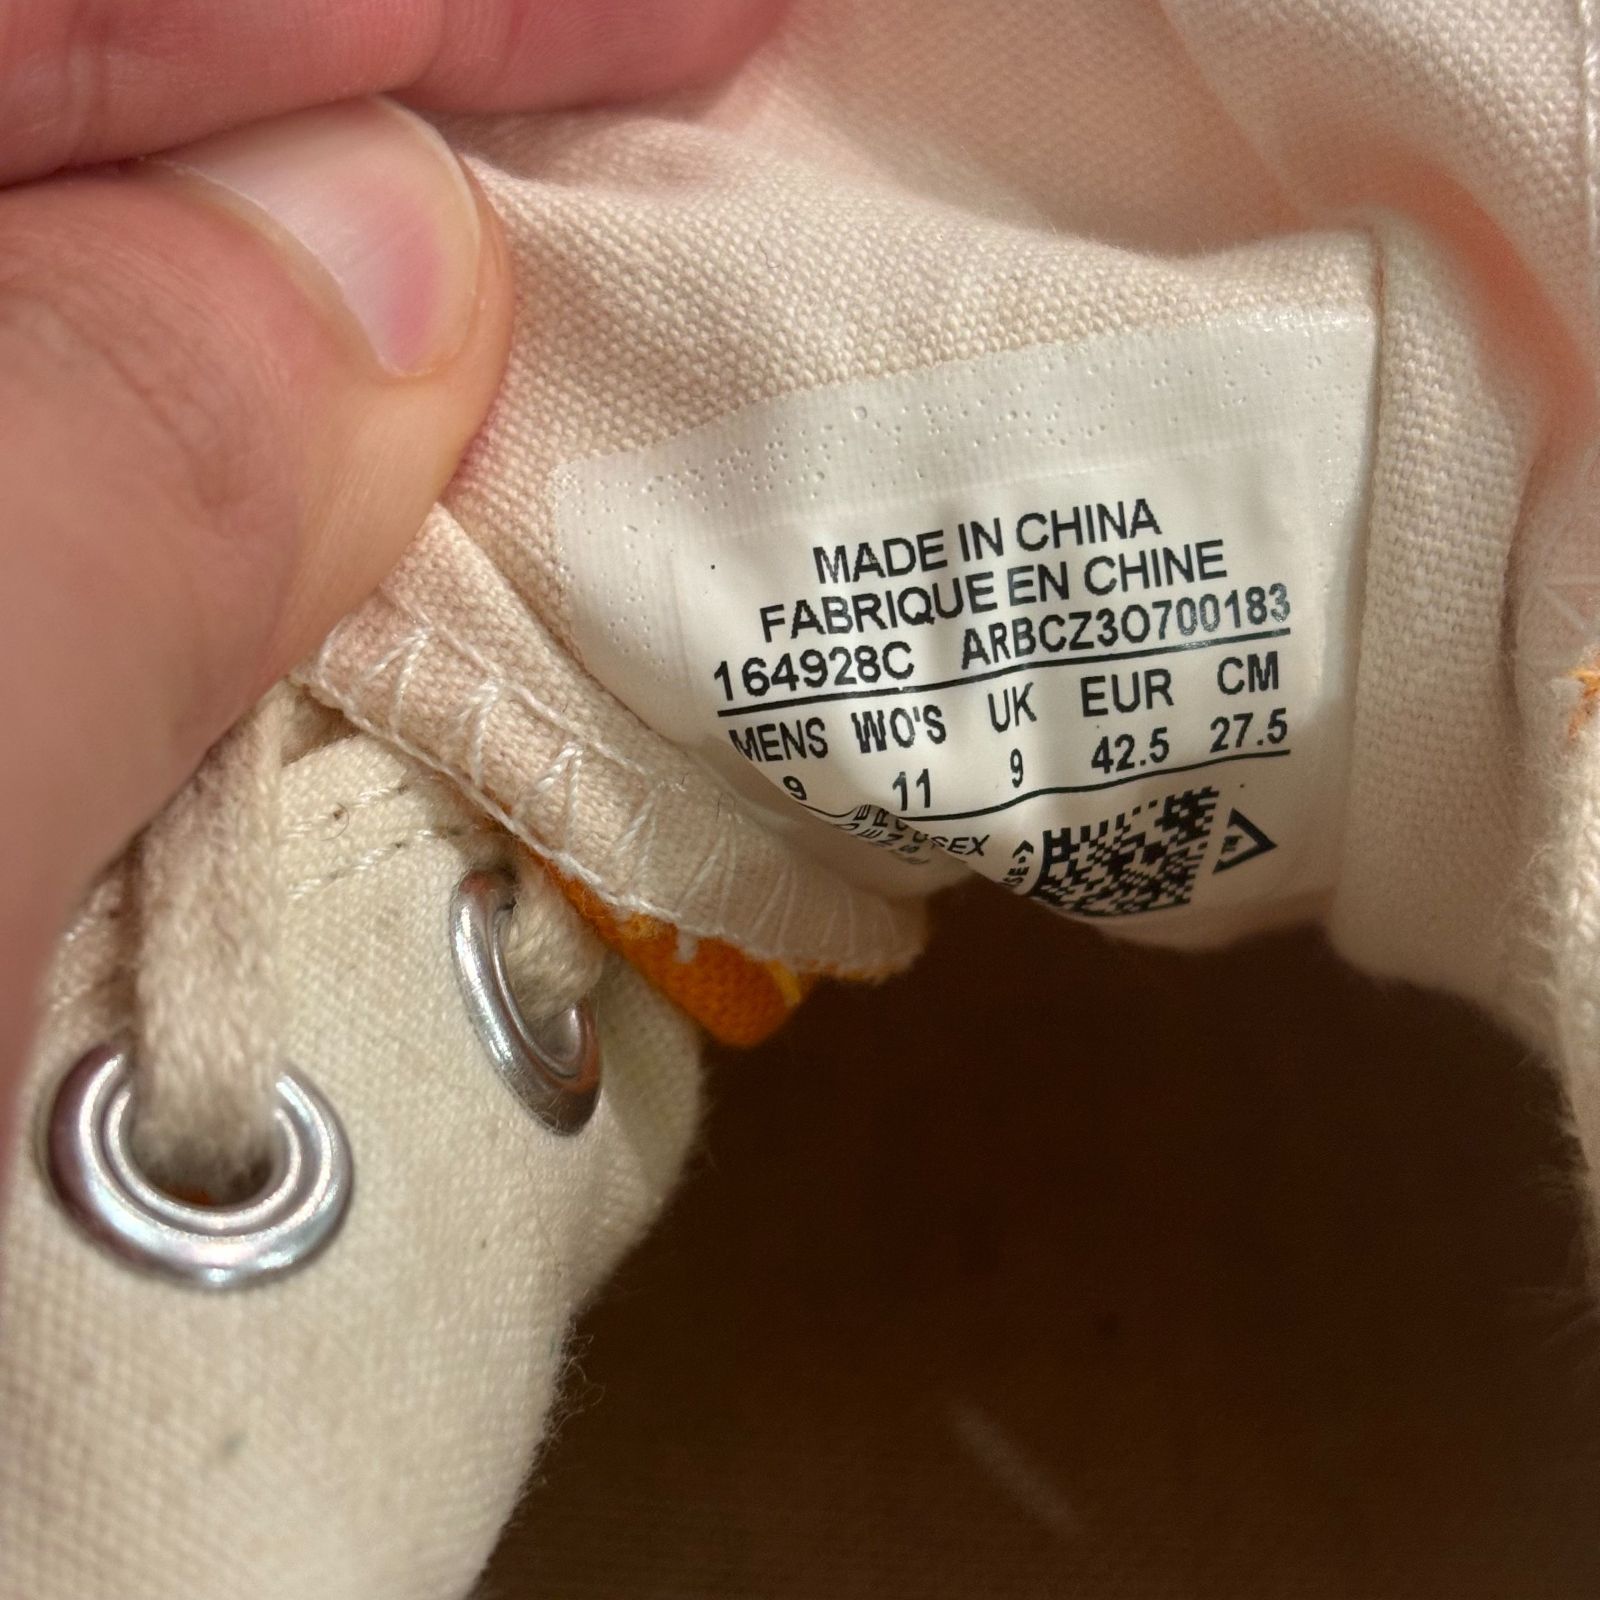 MADE IN CHINA
FABRIQUE EN CHINE
164928C ARBCZ3O700183
MENS WO'S UK EUR CM
9 11 9 42.5 27.5